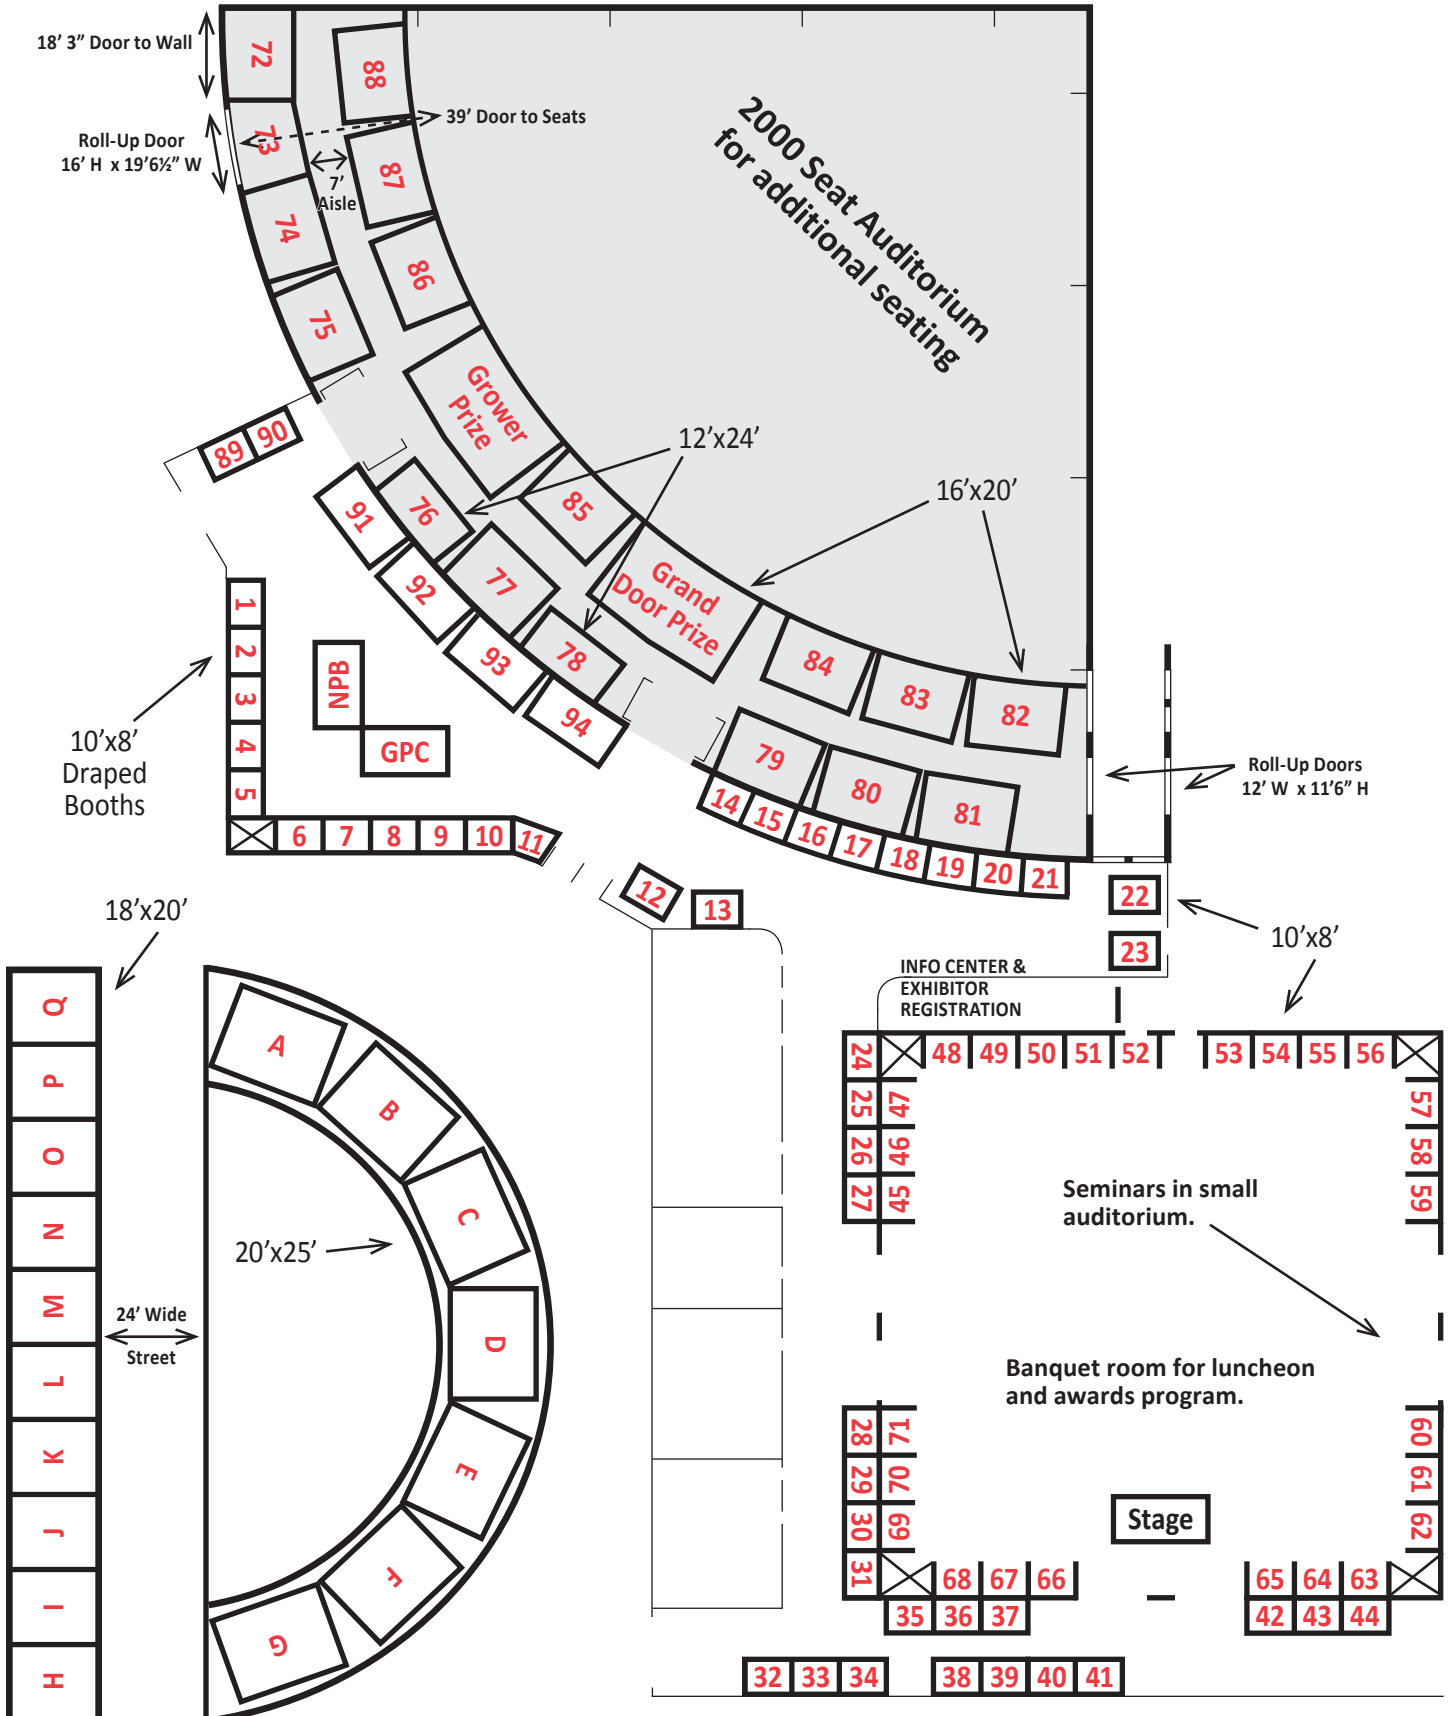 18’ 3” Door to Wall
72
88
39’ Door to Seats
Roll-Up Door
16’ H x 19’6½” W
73
7’
Aisle
87
74
86
75
2000 Seat Auditorium
for additional seating
Grower
Prize
12’x24’
16’x20’
89
90
91
76
85
92
77
Grand
Door Prize
93
78
94
84
83
82
79
80
81
1
2
3
4
5
NPB
GPC
10’x8’
Draped
Booths
Roll-Up Doors
12’ W x 11’6” H
6
7
8
9
10
11
14
15
16
17
18
19
20
21
12
13
22
23
10’x8’
18’x20’
INFO CENTER &
EXHIBITOR
REGISTRATION
Q
P
O
N
M
L
K
J
I
H
A
B
C
D
E
F
G
20’x25’
24’ Wide
Street
24
48
49
50
51
52
53
54
55
56
25
47
57
26
46
58
27
45
59
Seminars in small
auditorium.
Banquet room for luncheon
and awards program.
28
71
60
29
70
61
30
69
62
Stage
31
68
67
66
65
64
63
35
36
37
42
43
44
32
33
34
38
39
40
41